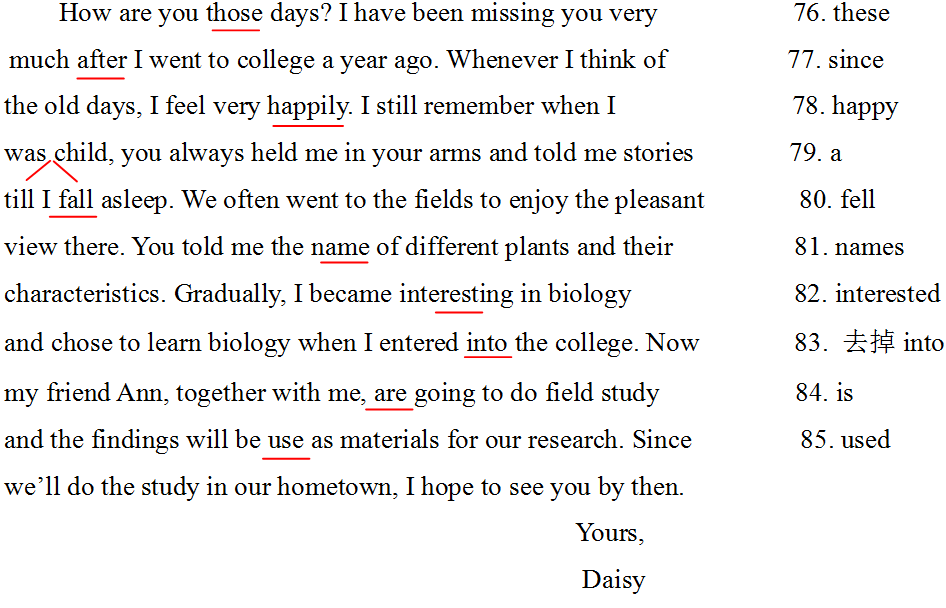 How are you those days? I have been missing you very 76. these
much after I went to college a year ago. Whenever I think of 77. since
the old days, I feel very happily. I still remember when I 78. happy
was child, you always held me in your arms and told me stories 79. a
till I fall asleep. We often went to the fields to enjoy the pleasant 80. fell
view there. You told me the name of different plants and their 81. names
characteristics. Gradually, I became interesting in biology 82. interested
and chose to learn biology when I entered into the college. Now 83. 去掉 into
my friend Ann, together with me, are going to do field study 84. is
and the findings will be use as materials for our research. Since 85. used
we’ll do the study in our hometown, I hope to see you by then.
Yours,
Daisy